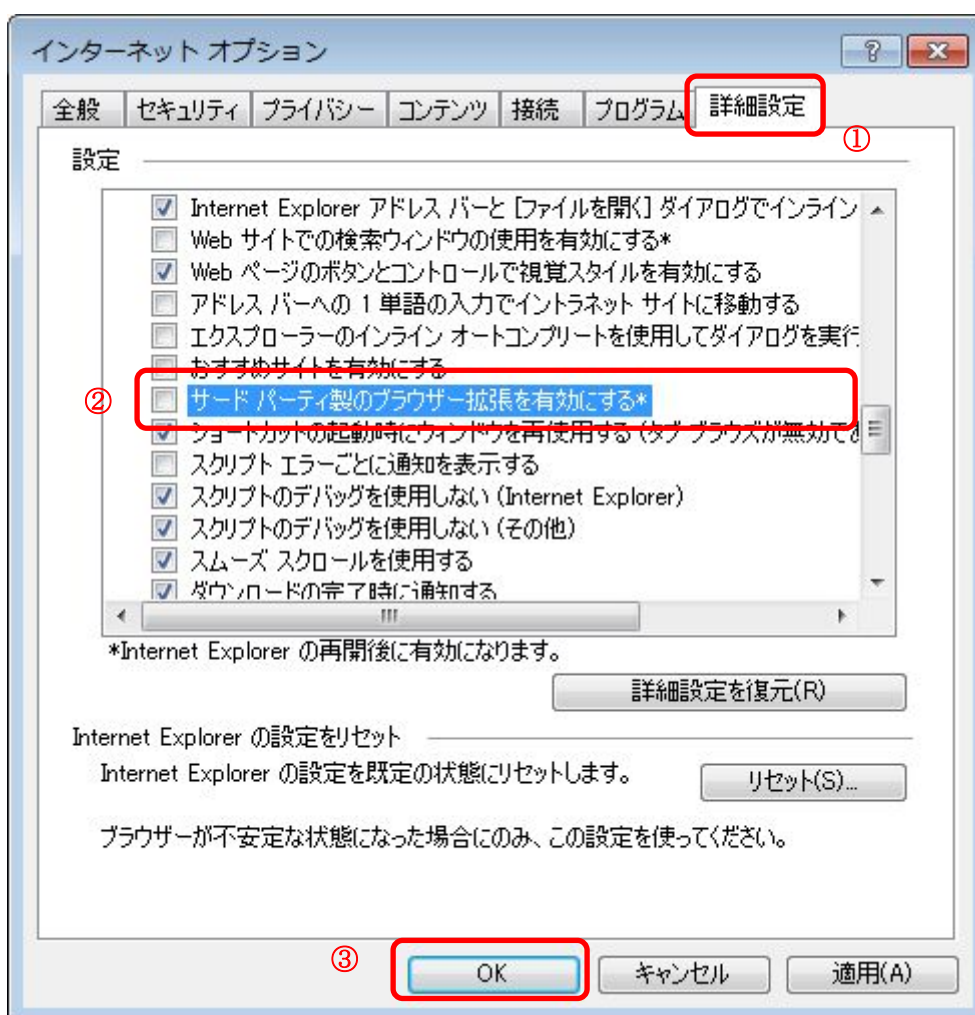 インターネット オプション
全般 セキュリティ プライバシー コンテンツ 接続 プログラム 詳細設定
①
設定
Internet Explorer アドレス バーと [ファイルを開く] ダイアログでインライン
Web サイトでの検索ウィンドウの使用を有効にする*
Web ページのボタンとコントロールで視覚スタイルを有効にする
アドレス バーへの 1 単語の入力でイントラネット サイトに移動する
エクスプローラーのインライン オートコンプリートを使用してダイアログを実行
おすすめサイトを有効にする
② サード パーティ製のブラウザー拡張を有効にする*
ショートカットの起動時にウィンドウを再使用する (タブ ブラウズが無効であ
スクリプト エラーごとに通知を表示する
スクリプトのデバッグを使用しない (Internet Explorer)
スクリプトのデバッグを使用しない (その他)
スムーズ スクロールを使用する
ダウンロードの完了時に通知する
*Internet Explorer の再開後に有効になります。
詳細設定を復元(R)
Internet Explorer の設定をリセット
Internet Explorer の設定を既定の状態にリセットします。
リセット(S)...
ブラウザーが不安定な状態になった場合にのみ、この設定を使ってください。
③ OK キャンセル 適用(A)